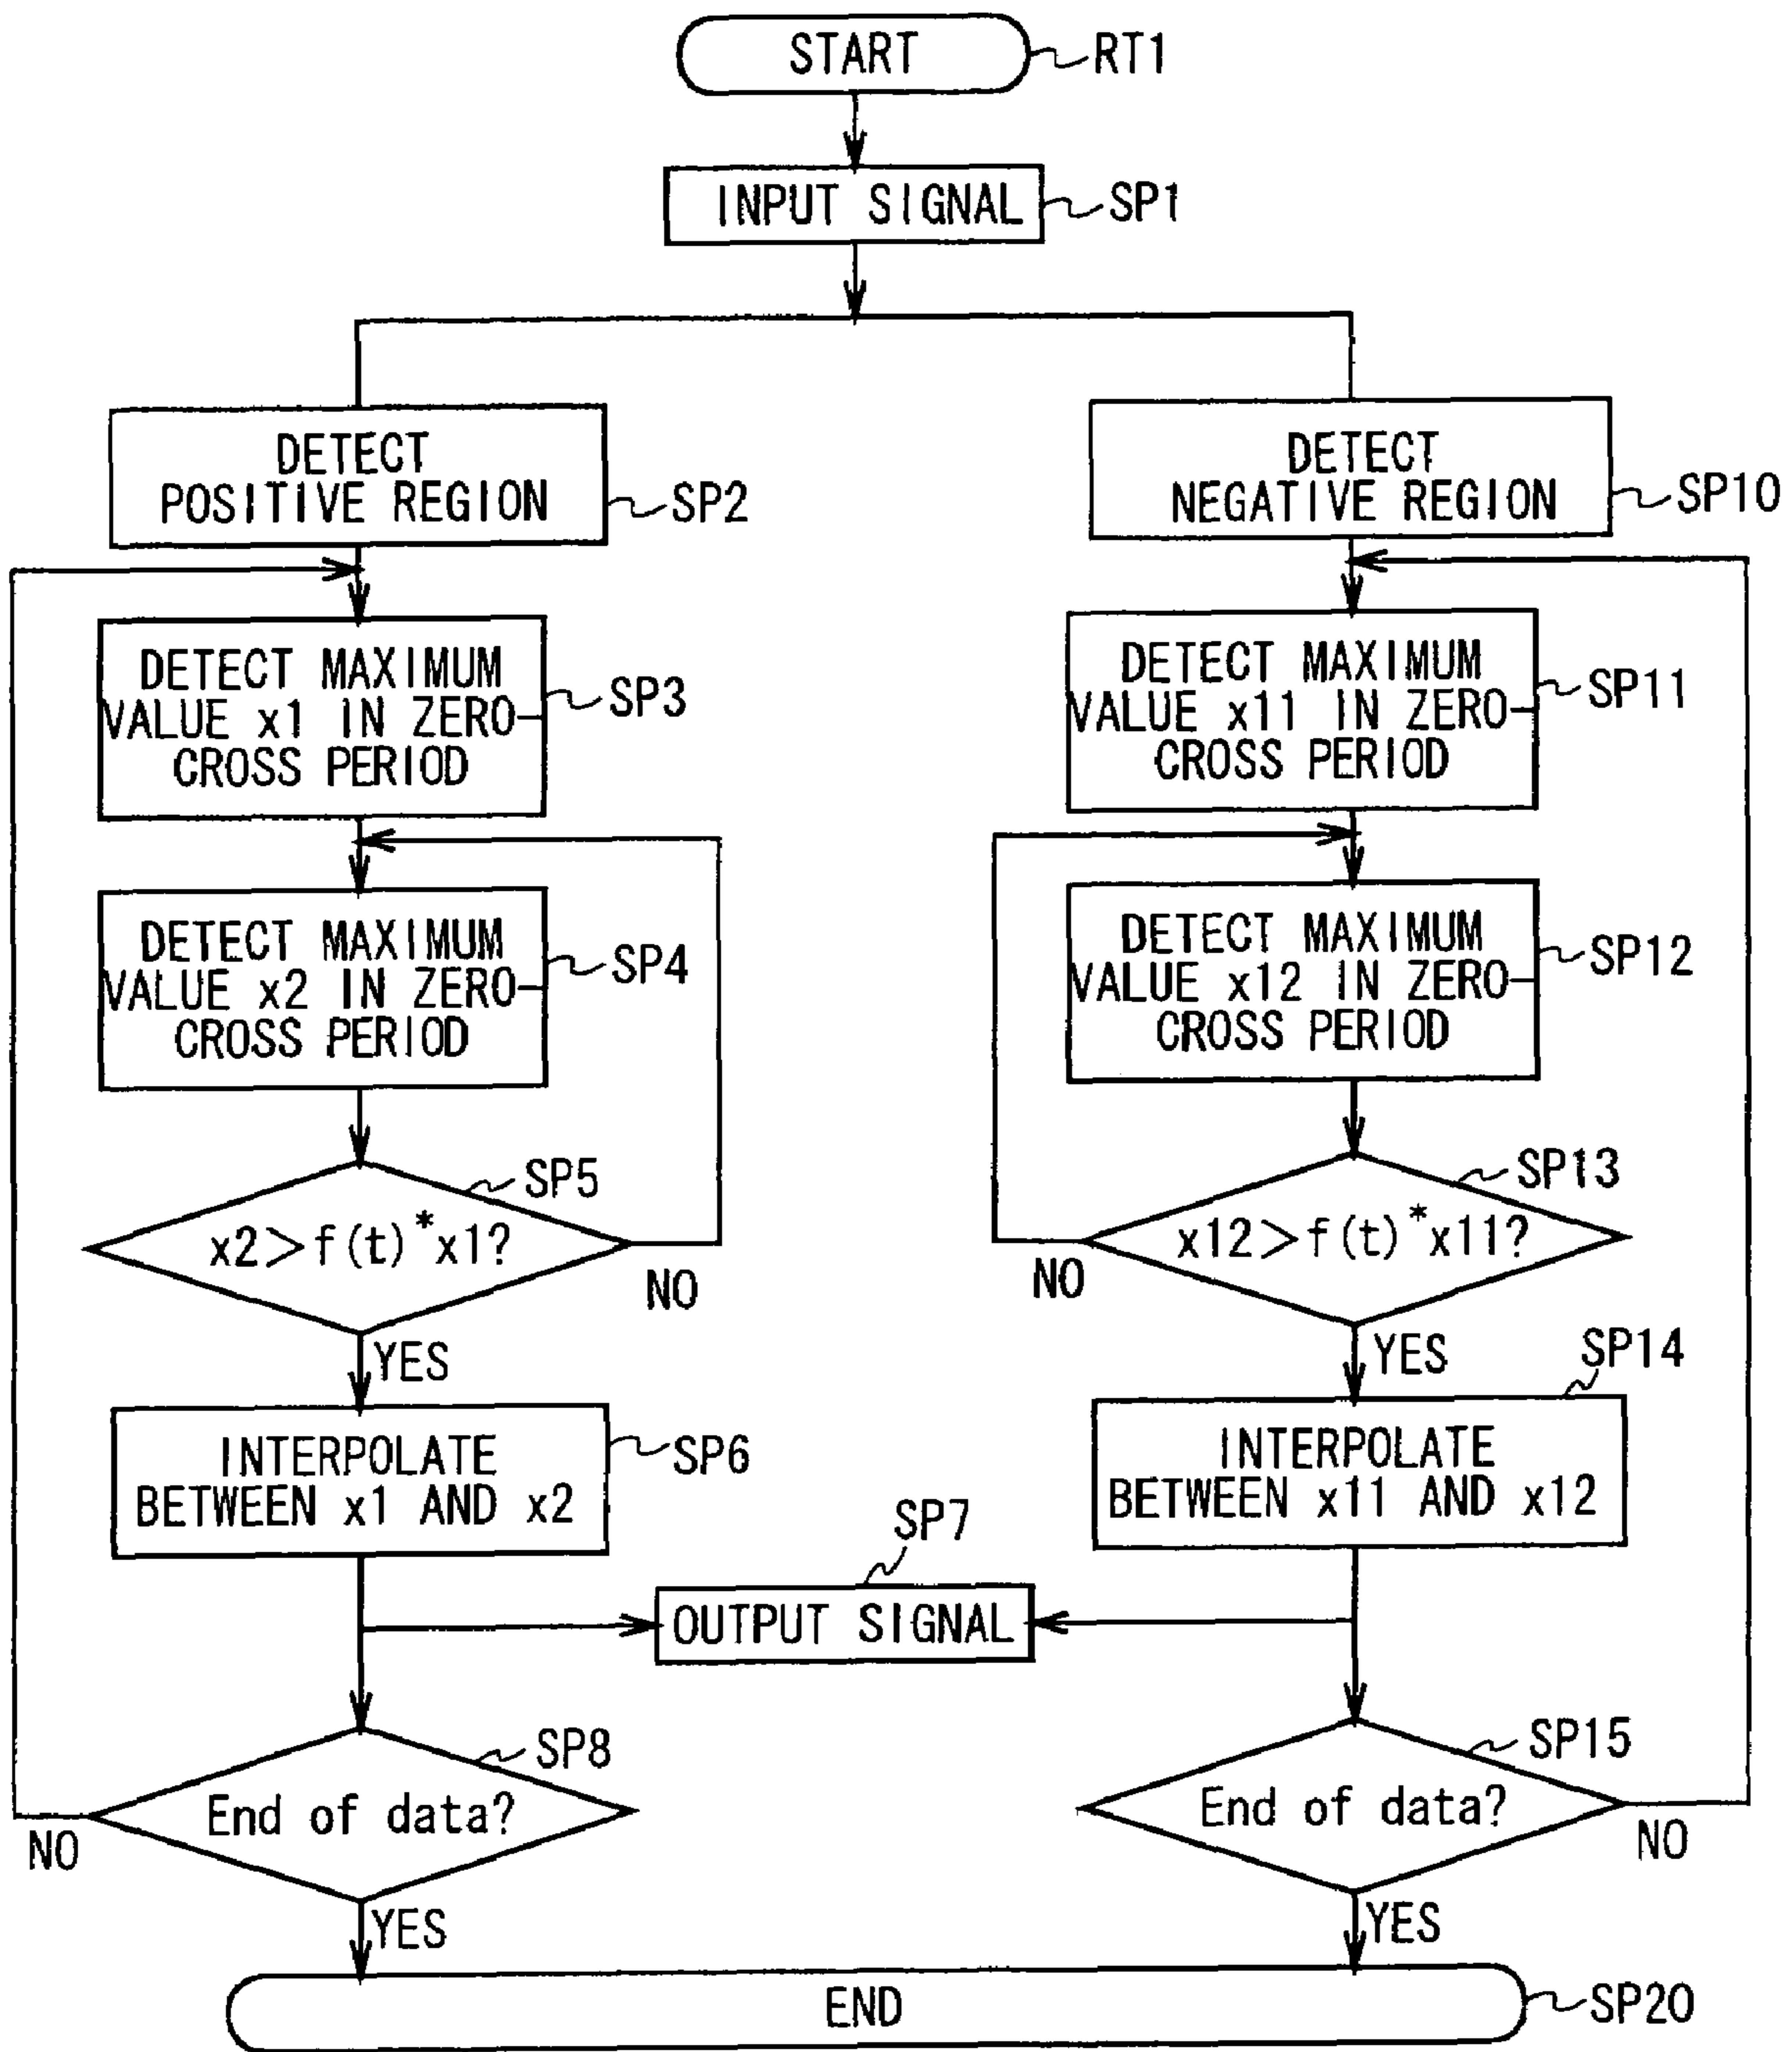 START
RT1
INPUT SIGNAL
SP1
DETECT
POSITIVE REGION
SP2
DETECT
NEGATIVE REGION
SP10
DETECT MAXIMUM
VALUE x1 IN ZERO-
CROSS PERIOD
SP3
DETECT MAXIMUM
VALUE x11 IN ZERO-
CROSS PERIOD
SP11
DETECT MAXIMUM
VALUE x2 IN ZERO-
CROSS PERIOD
SP4
DETECT MAXIMUM
VALUE x12 IN ZERO-
CROSS PERIOD
SP12
SP5
x2>f(t)*x1?
NO
YES
SP13
x12>f(t)*x11?
NO
YES
INTERPOLATE
BETWEEN x1 AND x2
SP6
SP14
INTERPOLATE
BETWEEN x11 AND x12
SP7
OUTPUT SIGNAL
SP8
End of data?
NO
YES
SP15
End of data?
NO
YES
END
SP20